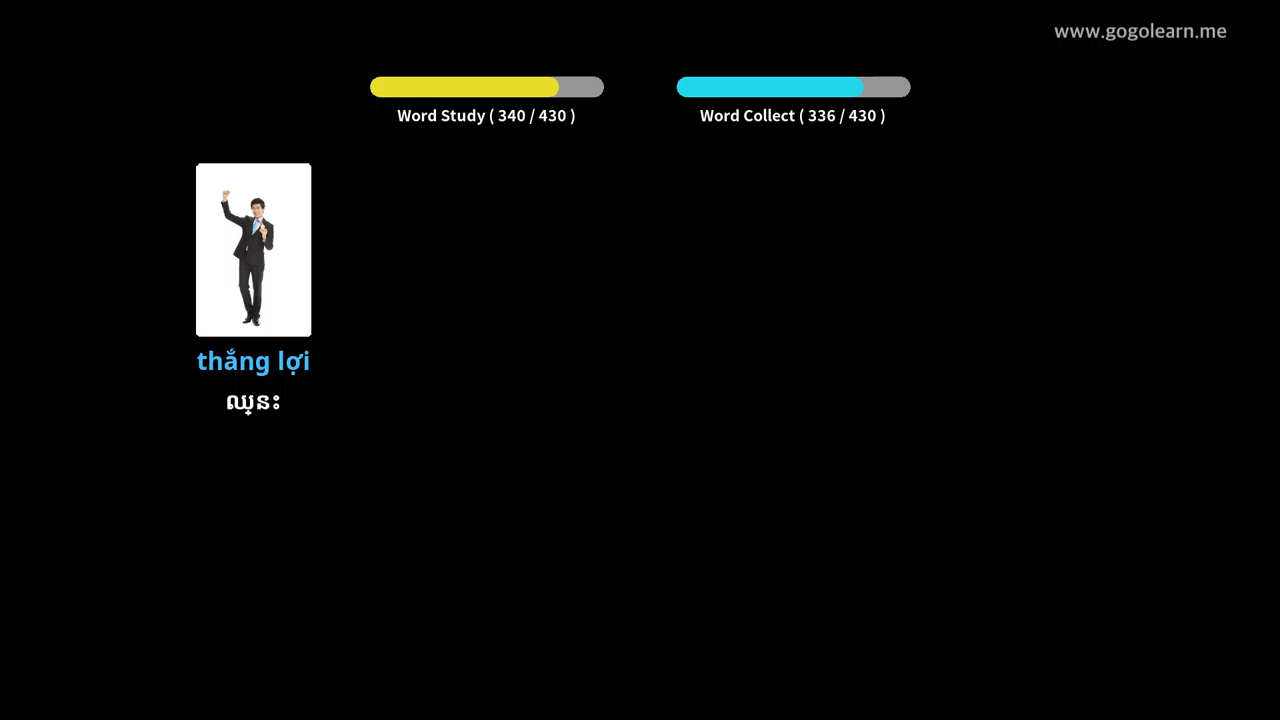 www.gogolearn.me
Word Study ( 340 / 430 )
Word Collect ( 336 / 430 )
thắng lợi
ឈ្នះ